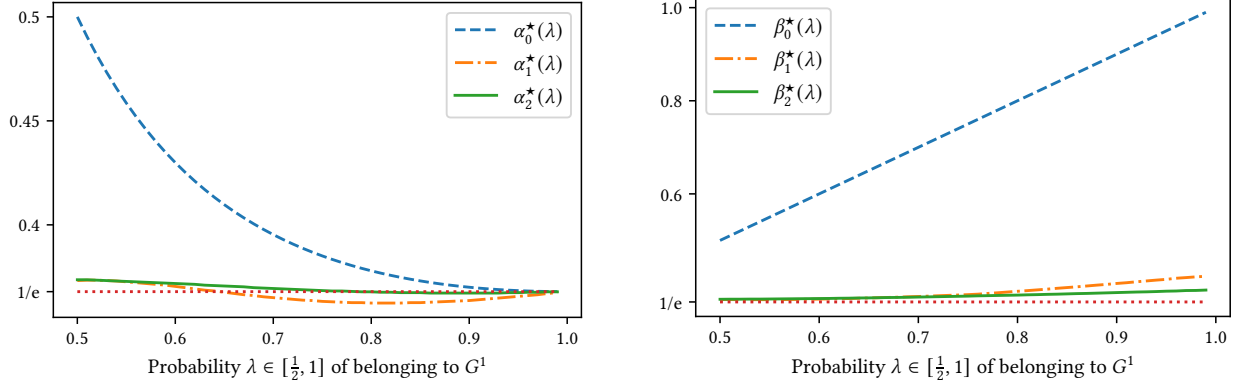 0.5
0.45
0.4
1/e
0.5 0.6 0.7 0.8 0.9 1.0
Probability λ ∈ [½, 1] of belonging to G¹
α₀★(λ)
α₁★(λ)
α₂★(λ)
1.0
0.8
0.6
1/e
0.5 0.6 0.7 0.8 0.9 1.0
Probability λ ∈ [½, 1] of belonging to G¹
β₀★(λ)
β₁★(λ)
β₂★(λ)